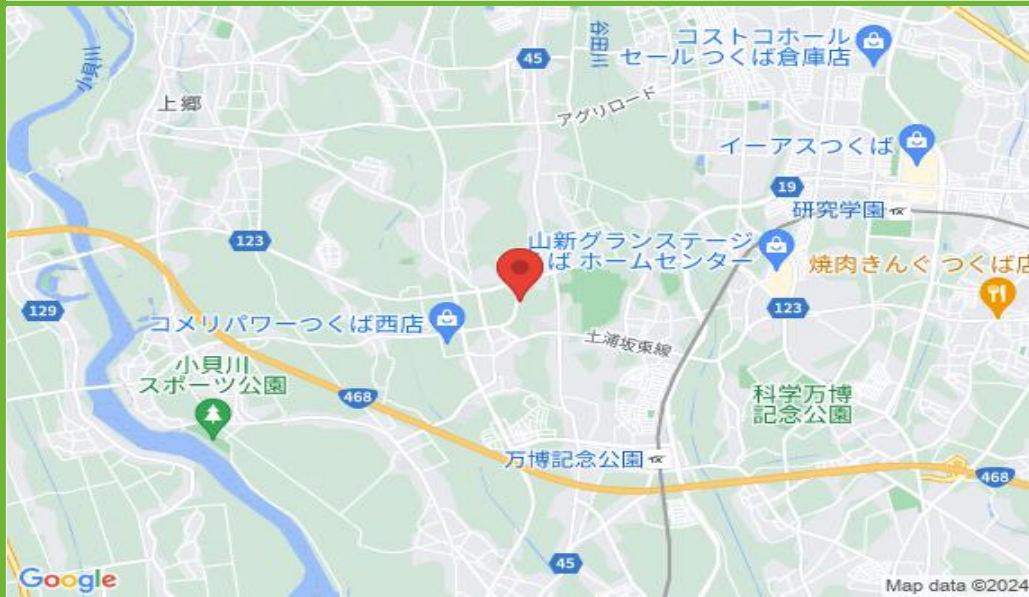 コストコホール
セール つくば倉庫店
谷田川
小貝川
45
上郷
アグリロード
イーアスつくば
19
研究学園
123
山新グランステージ
くば ホームセンター
焼肉きんぐ つくば店
129
コメリパワーつくば西店
123
土浦坂東線
小貝川
スポーツ公園
468
科学万博
記念公園
万博記念公園
468
45
Google
Map data ©2024